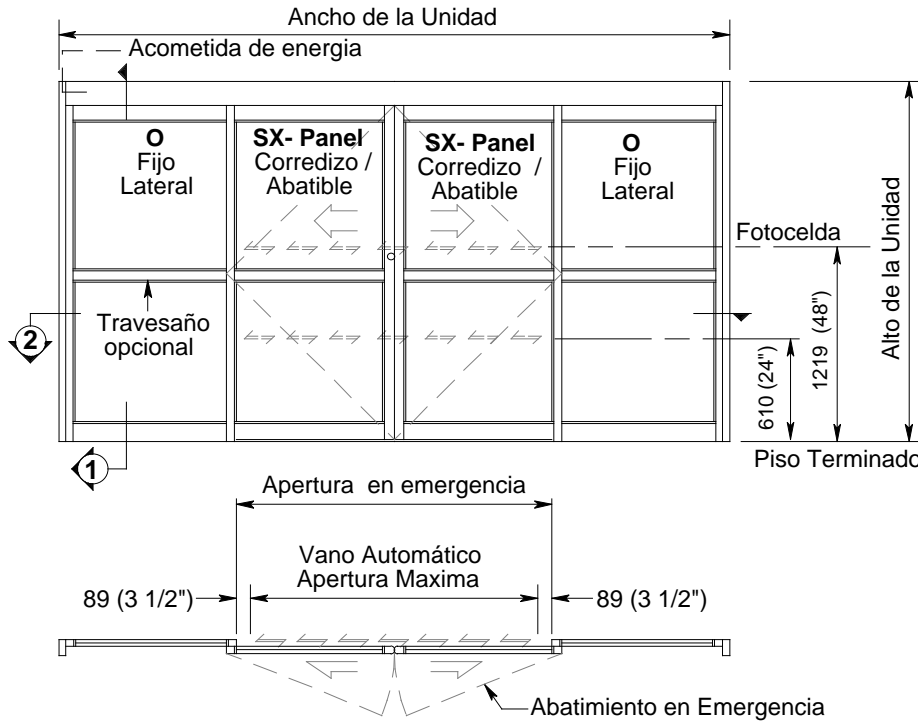 Ancho de la Unidad
Acometida de energia
O
Fijo
Lateral
SX- Panel
Corredizo /
Abatible
SX- Panel
Corredizo /
Abatible
O
Fijo
Lateral
Fotocelda
Alto de la Unidad
Travesaño
opcional
2
610 (24")
1219 (48")
1
Piso Terminado
Apertura en emergencia
Vano Automático
Apertura Maxima
89 (3 1/2")
89 (3 1/2")
Abatimiento en Emergencia